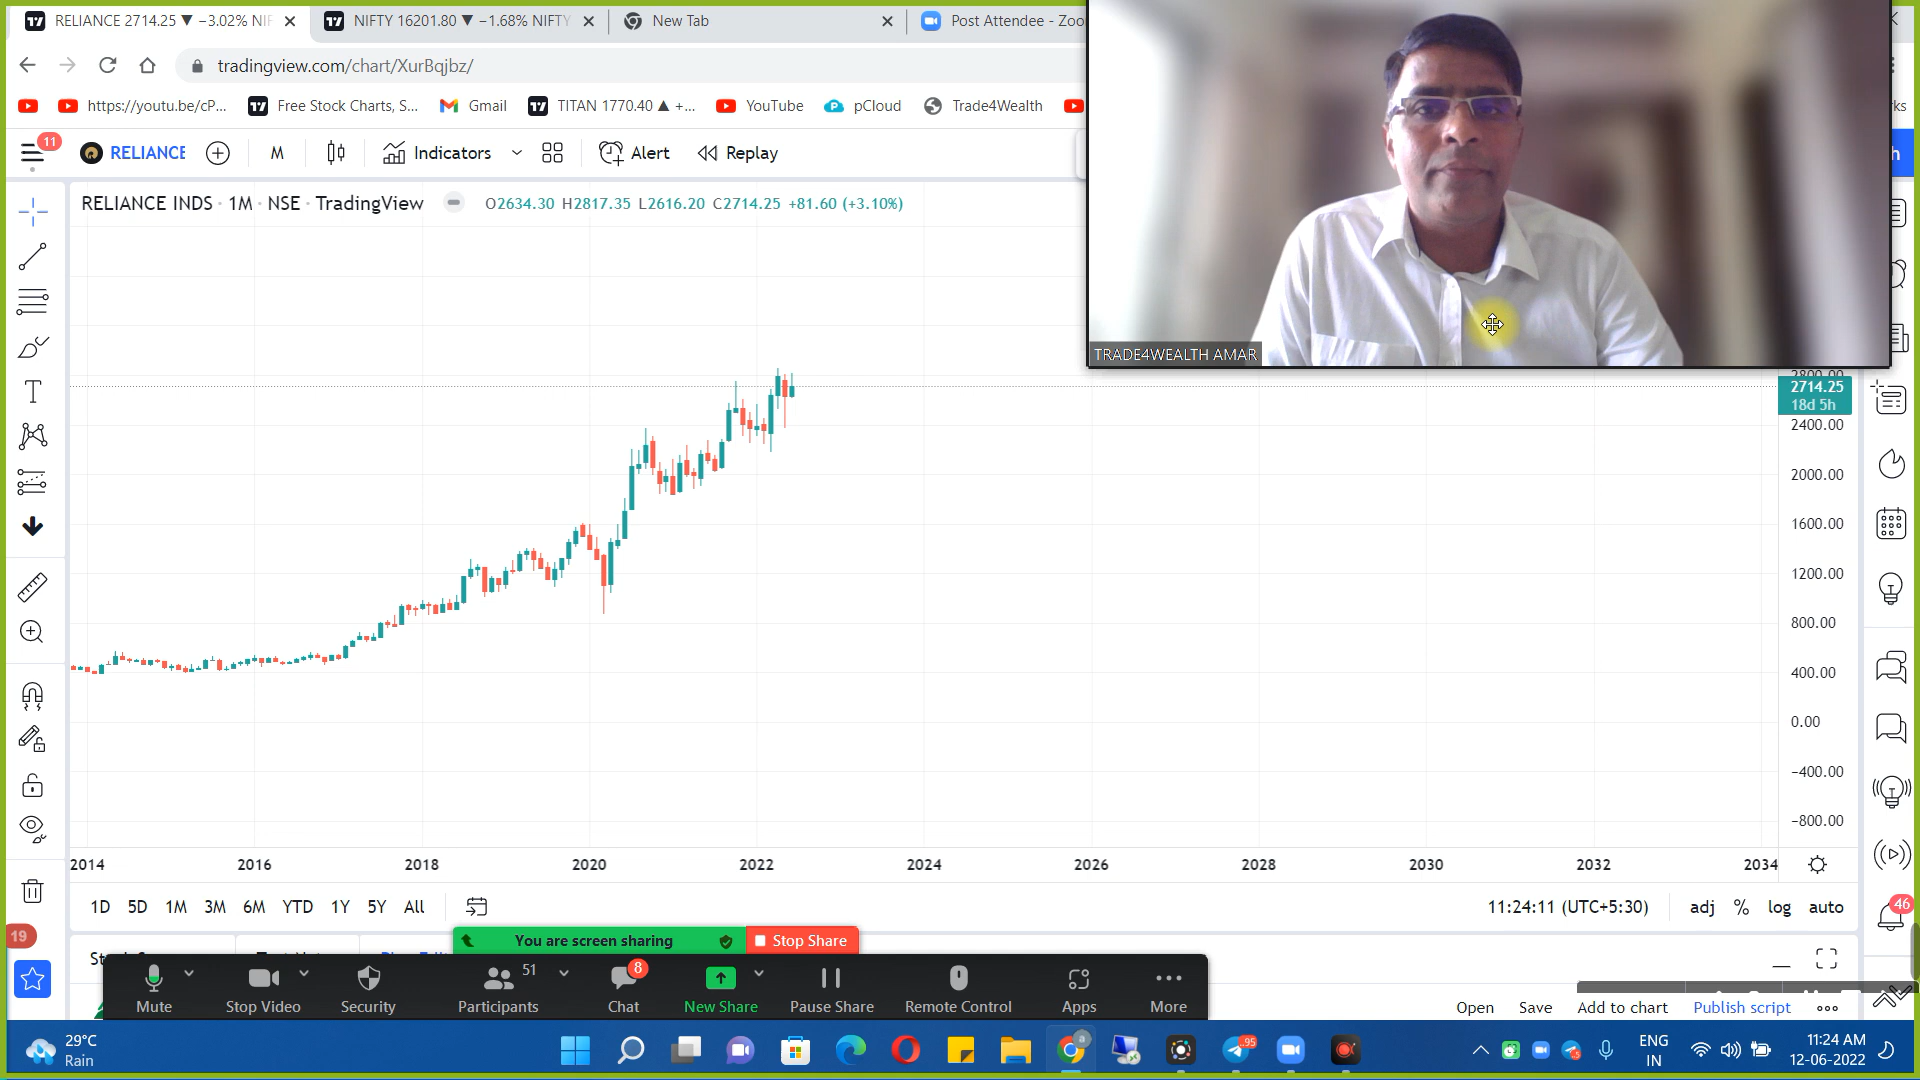 RELIANCE 2714.25 ▼ −3.02% NIF
NIFTY 16201.80 ▼ −1.68% NIFTY
New Tab
Post Attendee - Zoo
tradingview.com/chart/XurBqjbz/
https://youtu.be/cP...
Free Stock Charts, S...
Gmail
TITAN 1770.40 ▲ +...
YouTube
pCloud
Trade4Wealth
11
RELIANCE
M
Indicators
Alert
Replay
RELIANCE INDS · 1M · NSE · TradingView
O2634.30 H2817.35 L2616.20 C2714.25 +81.60 (+3.10%)
TRADE4WEALTH AMAR
2800.00
2714.25
18d 5h
2400.00
2000.00
1600.00
1200.00
800.00
400.00
0.00
−400.00
−800.00
2014 2016 2018 2020 2022 2024 2026 2028 2030 2032 2034
1D 5D 1M 3M 6M YTD 1Y 5Y All
11:24:11 (UTC+5:30)
adj % log auto
46
19
You are screen sharing
Stop Share
51
8
Mute
Stop Video
Security
Participants
Chat
New Share
Pause Share
Remote Control
Apps
More
Open
Save
Add to chart
Publish script
29°C
Rain
95
ENG
IN
11:24 AM
12-06-2022